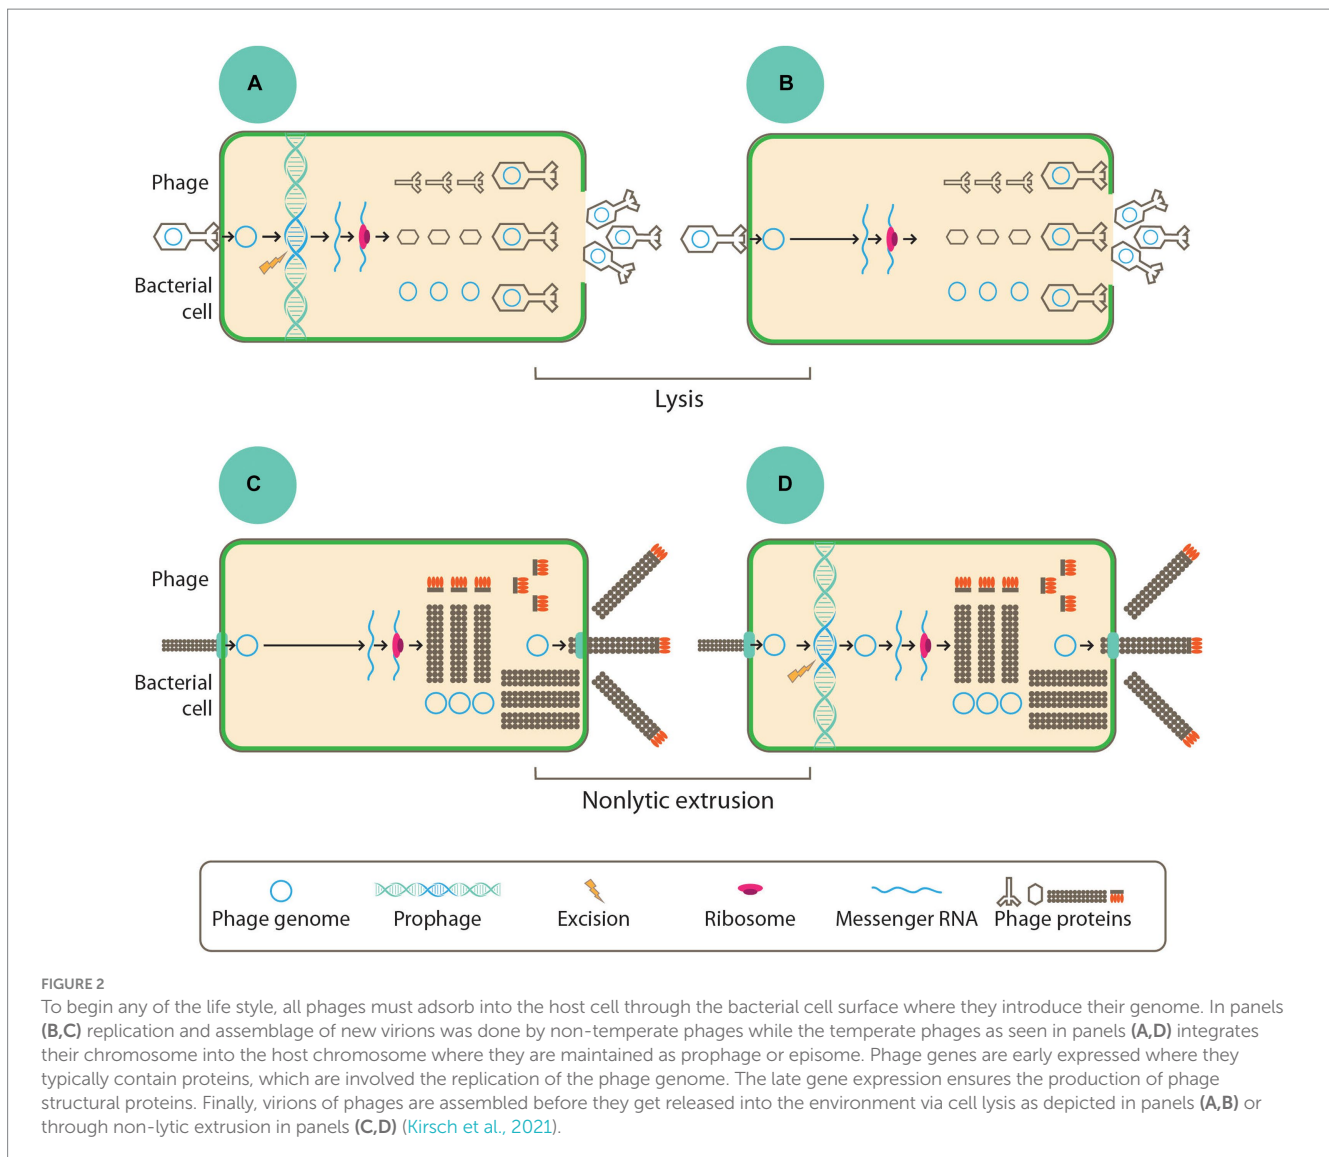 A
B
Phage
Bacterial
cell
Lysis
C
D
Phage
Bacterial
cell
Nonlytic extrusion
Phage genome
Prophage
Excision
Ribosome
Messenger RNA
Phage proteins
FIGURE 2
To begin any of the life style, all phages must adsorb into the host cell through the bacterial cell surface where they introduce their genome. In panels
(B,C) replication and assemblage of new virions was done by non-temperate phages while the temperate phages as seen in panels (A,D) integrates
their chromosome into the host chromosome where they are maintained as prophage or episome. Phage genes are early expressed where they
typically contain proteins, which are involved the replication of the phage genome. The late gene expression ensures the production of phage
structural proteins. Finally, virions of phages are assembled before they get released into the environment via cell lysis as depicted in panels (A,B) or
through non-lytic extrusion in panels (C,D) (Kirsch et al., 2021).